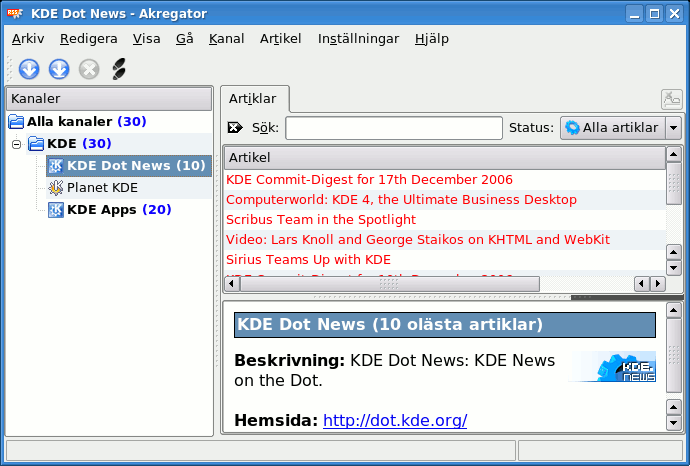 KDE Dot News - Akregator
Arkiv Redigera Visa Gå Kanal Artikel Inställningar Hjälp
Kanaler
Alla kanaler (30)
KDE (30)
KDE Dot News (10)
Planet KDE
KDE Apps (20)
Artiklar
Sök: Status: Alla artiklar
Artikel
KDE Commit-Digest for 17th December 2006
Computerworld: KDE 4, the Ultimate Business Desktop
Scribus Team in the Spotlight
Video: Lars Knoll and George Staikos on KHTML and WebKit
Sirius Teams Up with KDE
KDE Commit-Digest for
KDE Dot News (10 olästa artiklar)
Beskrivning: KDE Dot News: KDE News
on the Dot.
KDE.
NEWS
Hemsida: http://dot.kde.org/